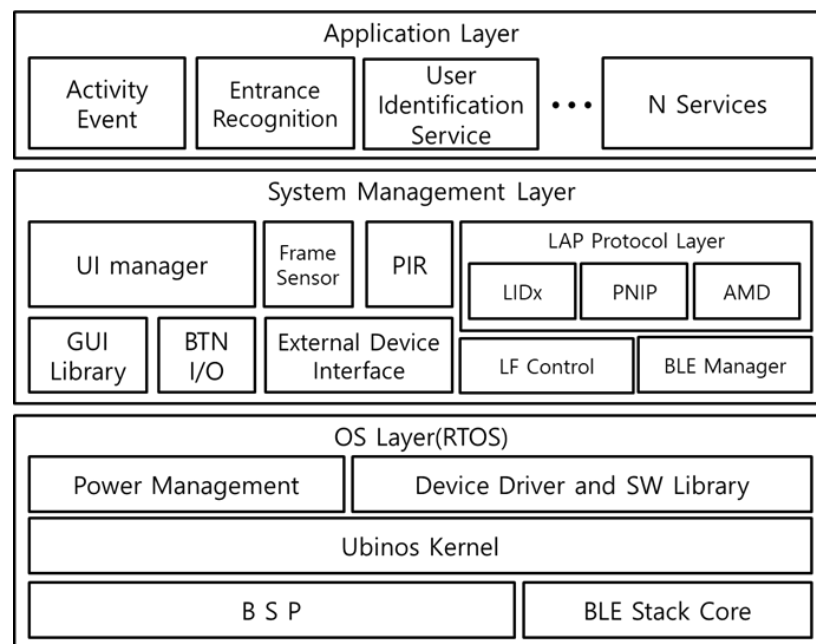 Application Layer
Activity
Event
Entrance
Recognition
User
Identification
Service
•••
N Services
System Management Layer
UI manager
Frame
Sensor
PIR
LAP Protocol Layer
LIDx
PNIP
AMD
GUI
Library
BTN
I/O
External Device
Interface
LF Control
BLE Manager
OS Layer(RTOS)
Power Management
Device Driver and SW Library
Ubinos Kernel
B S P
BLE Stack Core